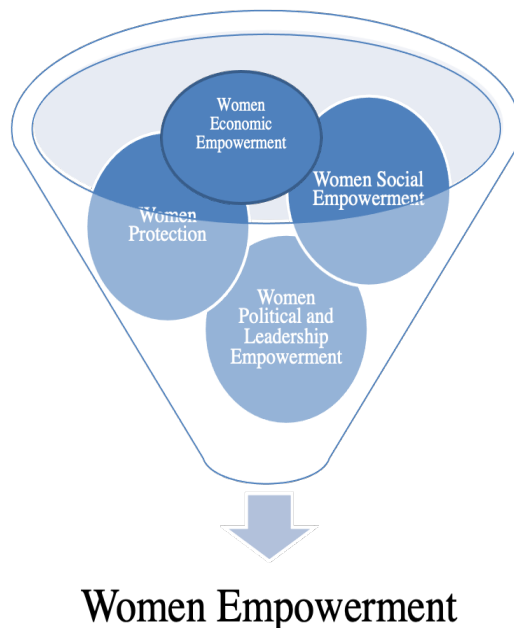 Women
Economic
Empowerment
Women Social
Empowerment
Women
Protection
Women
Political and
Leadership
Empowerment
Women Empowerment